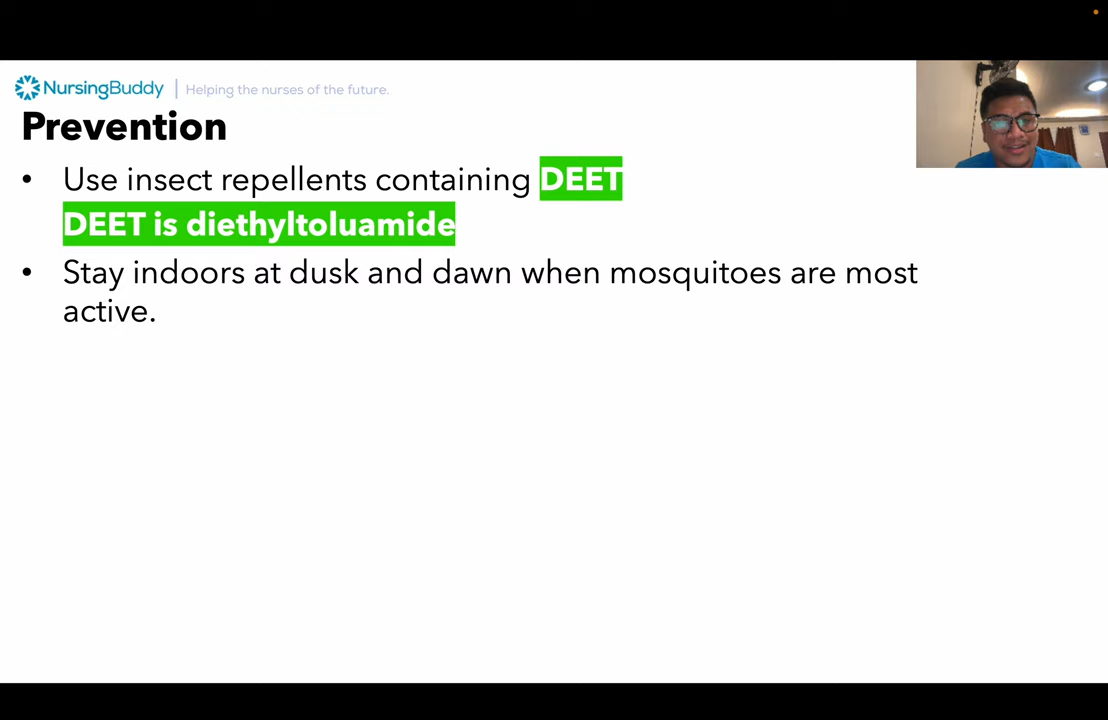 NursingBuddy | Helping the nurses of the future.
Prevention
• Use insect repellents containing DEET
DEET is diethyltoluamide
• Stay indoors at dusk and dawn when mosquitoes are most
active.